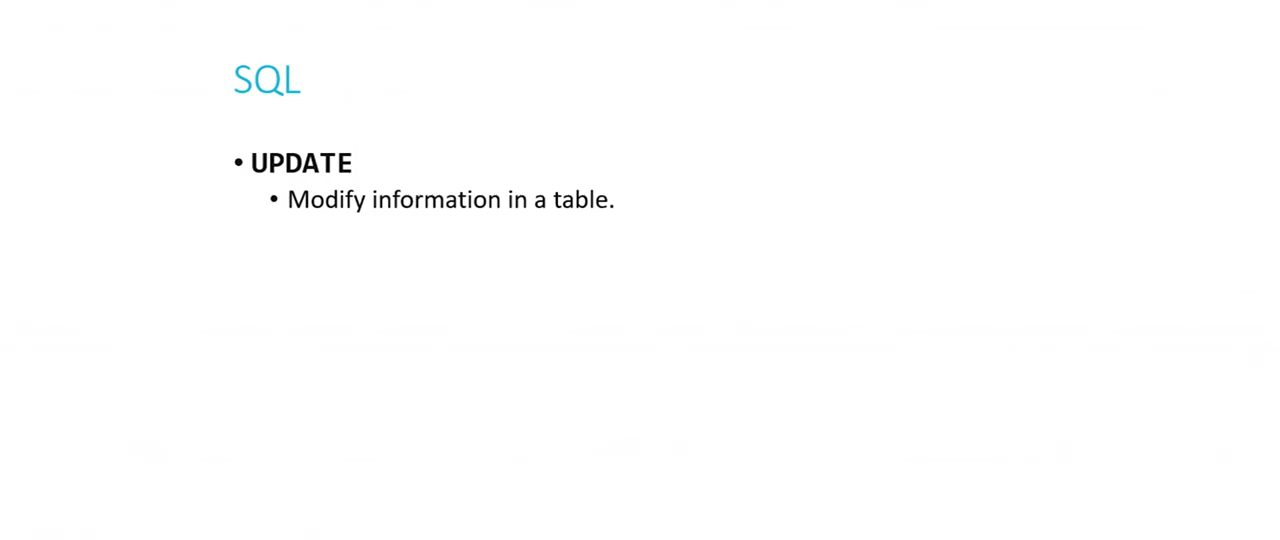 SQL
• UPDATE
• Modify information in a table.